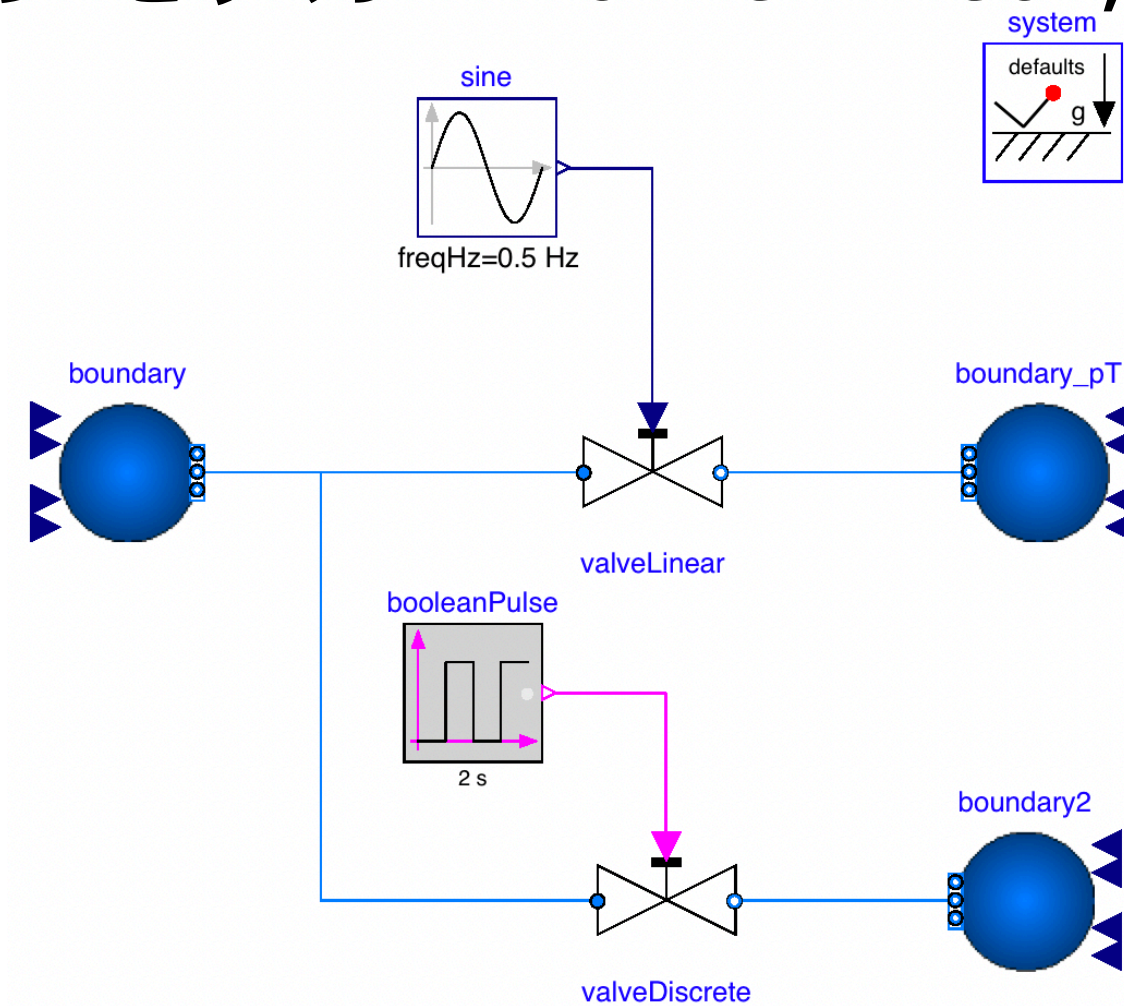 system
defaults
g
sine
freqHz=0.5 Hz
boundary
boundary_pT
valveLinear
booleanPulse
2 s
boundary2
valveDiscrete